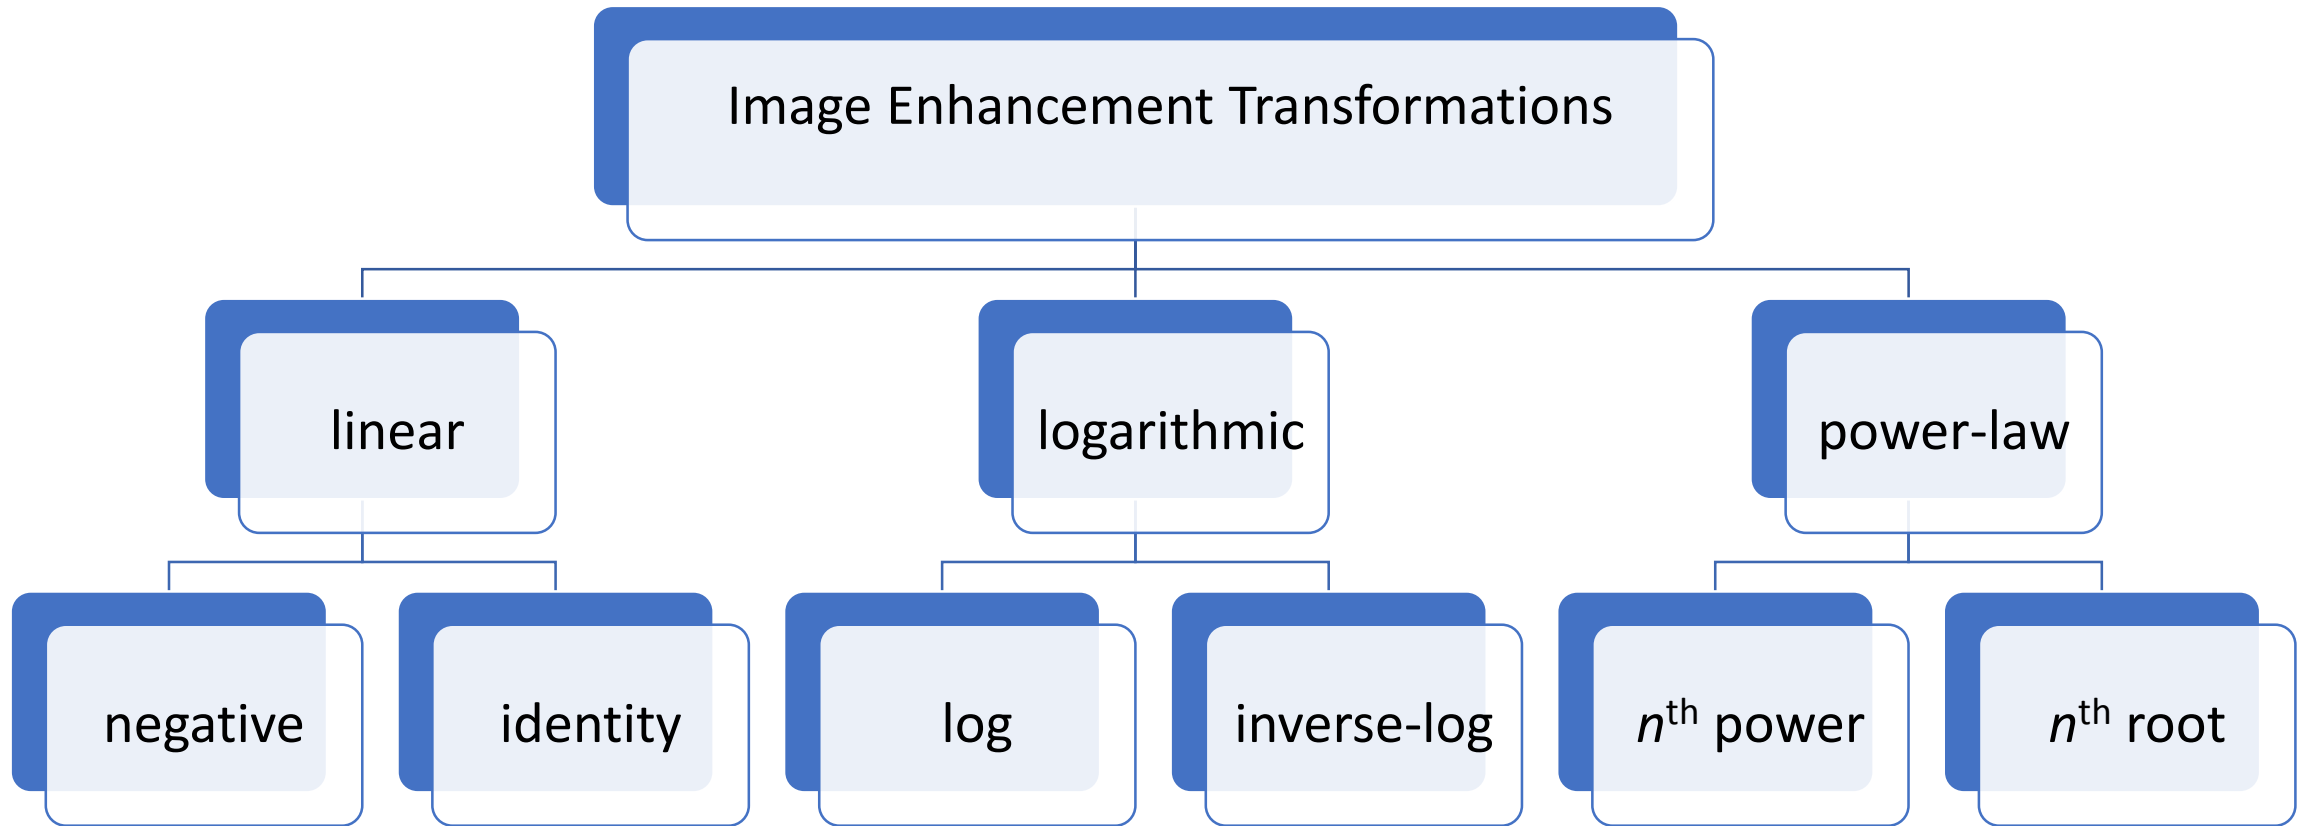 Image Enhancement Transformations
linear
logarithmic
power-law
negative
identity
log
inverse-log
nth power
nth root